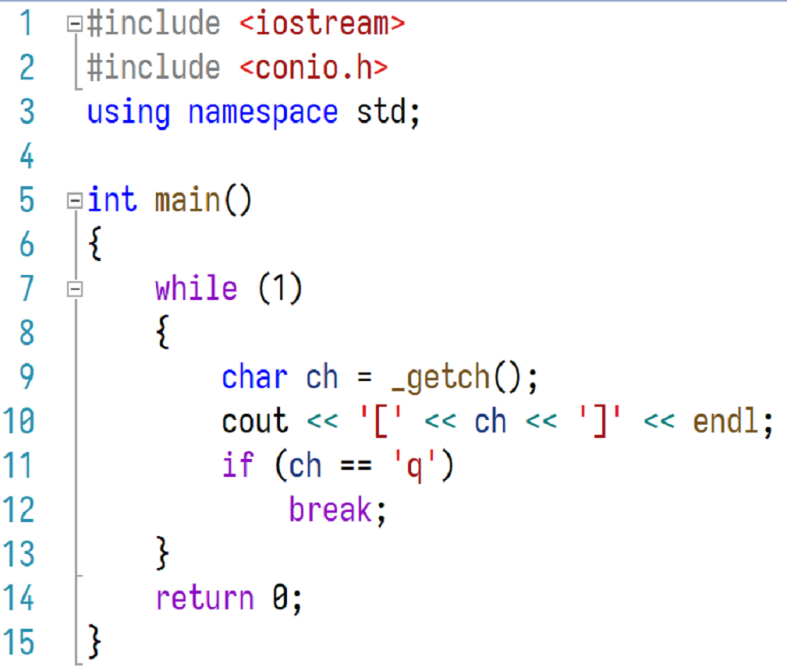 1 #include <iostream>
2 #include <conio.h>
3 using namespace std;
4
5 int main()
6 {
7     while (1)
8     {
9         char ch = _getch();
10         cout << '[' << ch << ']' << endl;
11         if (ch == 'q')
12             break;
13     }
14     return 0;
15 }